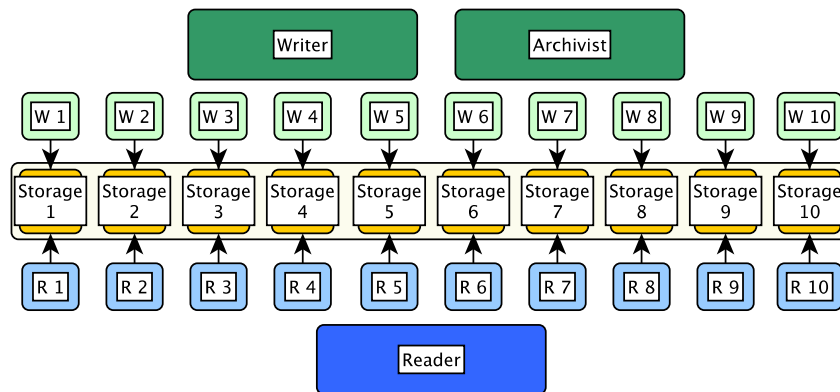 Writer
Archivist
W 1
W 2
W 3
W 4
W 5
W 6
W 7
W 8
W 9
W 10
Storage
1
Storage
2
Storage
3
Storage
4
Storage
5
Storage
6
Storage
7
Storage
8
Storage
9
Storage
10
R 1
R 2
R 3
R 4
R 5
R 6
R 7
R 8
R 9
R 10
Reader